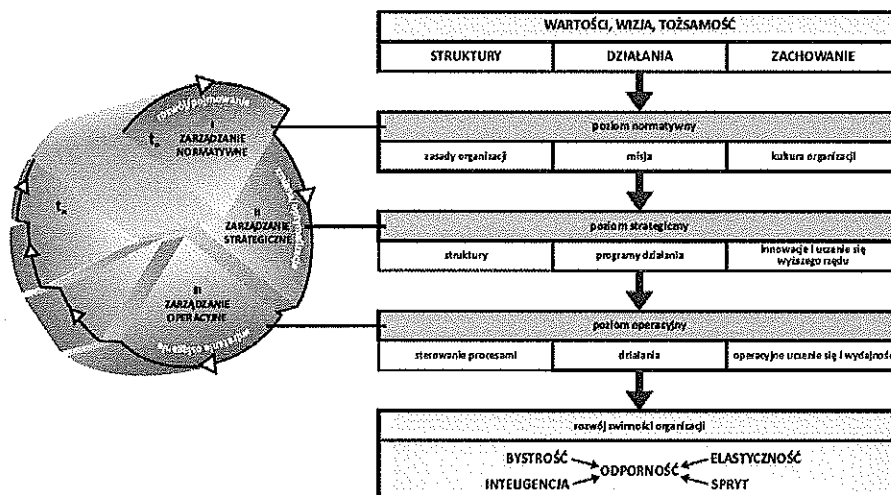 WARTOŚCI, WIZJA, TOŻSAMOŚĆ
STRUKTURY
DZIAŁANIA
ZACHOWANIE
rozwój pojmowania
I
ZARZĄDZANIE
NORMATYWNE
II
ZARZĄDZANIE
STRATEGICZNE
III
ZARZĄDZANIE
OPERACYJNE
poziom normatywny
zasady organizacji
misja
kultura organizacji
poziom strategiczny
struktury
programy działania
innowacje i uczenie się
wyższego rzędu
poziom operacyjny
sterowanie procesami
działania
operacyjne uczenie się i wydajność
rozwój zwinności organizacji
BYSTROŚĆ
ELASTYCZNOŚĆ
ODPORNOŚĆ
INTELIGENCJA
SPRYT